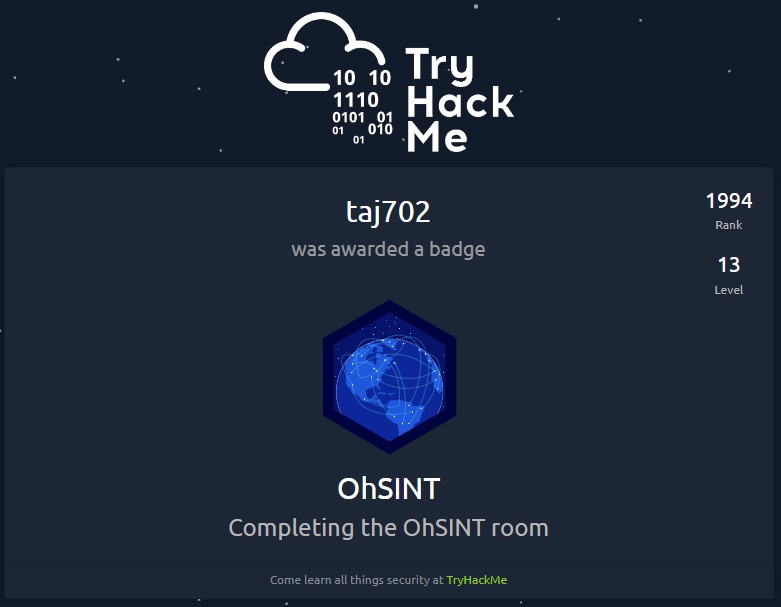 10 10
1110
0101 01
01 010
01
Try
Hack
Me
taj702
was awarded a badge
1994
Rank
13
Level
OhSINT
Completing the OhSINT room
Come learn all things security at TryHackMe